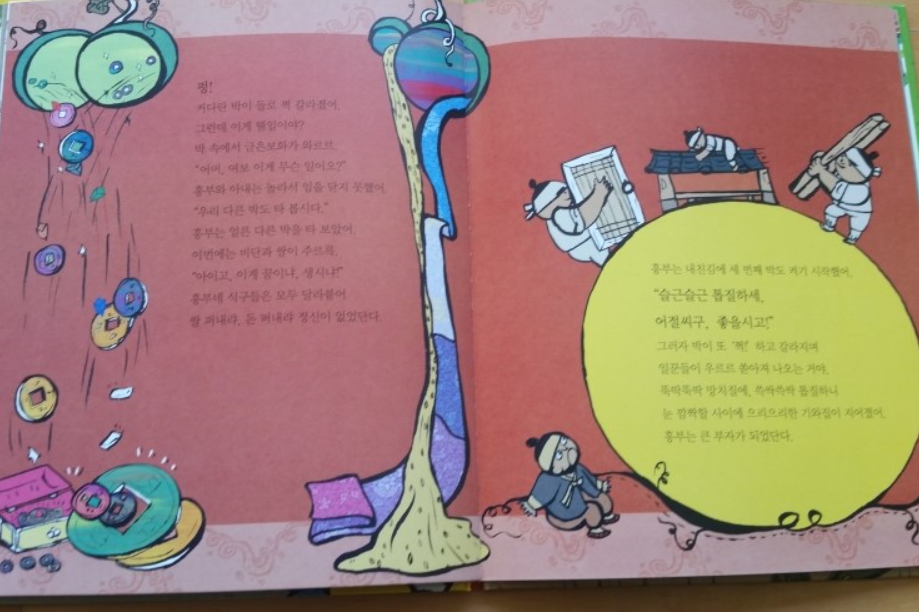 펑!
커다란 박이 둘로 쩍 갈라졌어.
그런데 이게 웬일이야?
박 속에서 금은보화가 와르르.
"어머, 여보 이게 무슨 일이오?"
흥부와 아내는 놀라서 입을 닫지 못했어.
"우리 다른 박도 타 봅시다."
흥부는 얼른 다른 박을 타 보았어.
이번에는 비단과 쌀이 주르륵.
"아이고, 이게 꿈이냐, 생시냐!"
흥부네 식구들은 모두 달라붙어
쌀 퍼내랴, 돈 퍼내랴 정신이 없었단다.
흥부는 내친김에 세 번째 박도 켜기 시작했어.
"슬근슬근 톱질하세,
어절씨구, 좋을시고!"
그러자 박이 또 '쩍!' 하고 갈라지며
일꾼들이 우르르 쏟아져 나오는 거야.
뚝딱뚝딱 망치질에, 쓱싹쓱싹 톱질하니
눈 깜짝할 사이에 으리으리한 기와집이 지어졌어.
흥부는 큰 부자가 되었단다.